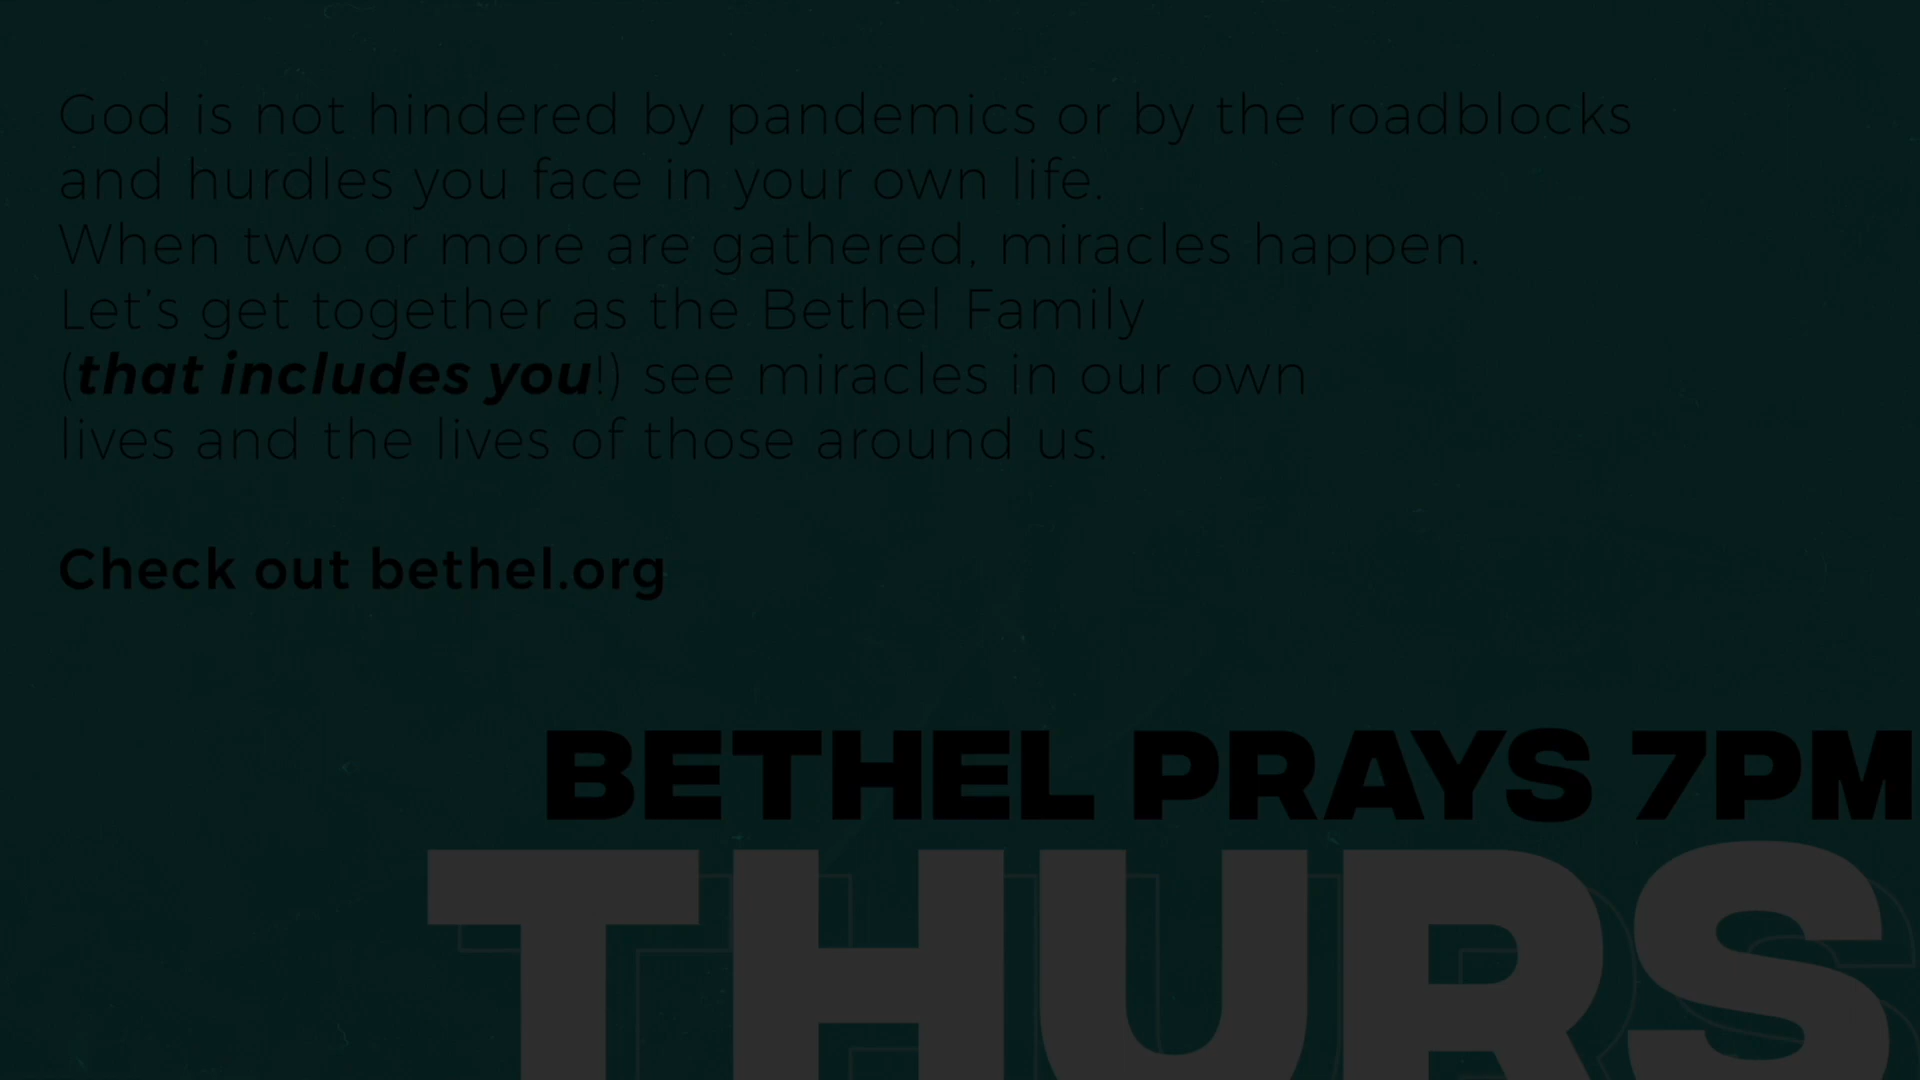 God is not hindered by pandemics or by the roadblocks
and hurdles you face in your own life.
When two or more are gathered, miracles happen.
Let's get together as the Bethel Family
(that includes you!) see miracles in our own
lives and the lives of those around us.
Check out bethel.org
BETHEL PRAYS 7PM
THURS